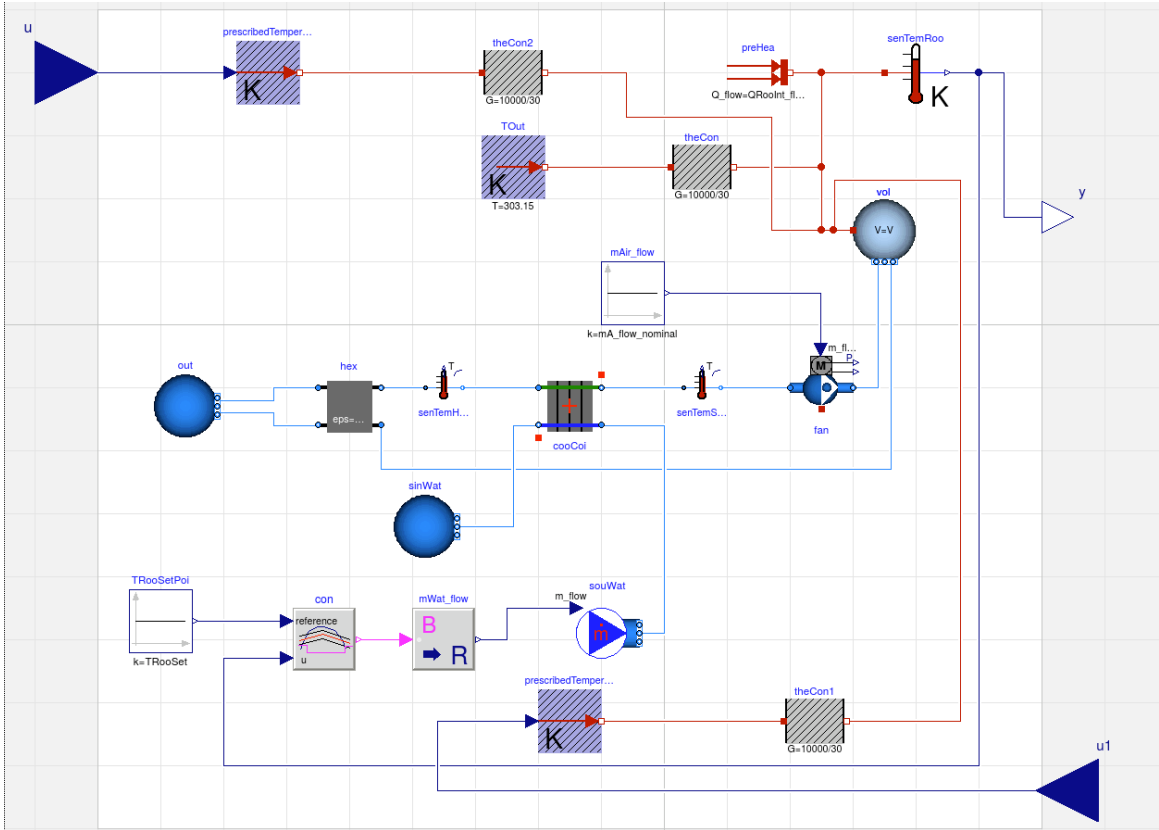 u
prescribedTemper...
K
theCon2
G=10000/30
preHea
Q_flow=QRooInt_fl...
senTemRoo
K
TOut
K
T=303.15
theCon
G=10000/30
vol
V=V
y
mAir_flow
k=mA_flow_nominal
out
hex
eps=...
T
senTemH...
cooCoi
T
senTemS...
m_fl...
P
M
fan
sinWat
TRooSetPoi
k=TRooSet
con
reference
u
mWat_flow
B
R
souWat
m_flow
ṁ
prescribedTemper...
K
theCon1
G=10000/30
u1